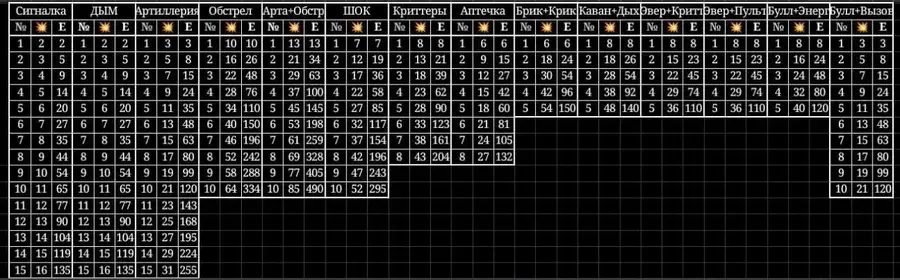 Сигналка ДЫМ Артиллерия Обстрел Арта+Обстр ШОК Криттеры Аптечка Брик+Крик Каван+Дых Эвер+Критт Булл+Энерг Булл+Вызов
№ 💥 Е № 💥 Е № 💥 Е № 💥 Е № 💥 Е № 💥 Е № 💥 Е № 💥 Е № 💥 Е № 💥 Е № 💥 Е № 💥 Е № 💥 Е № 💥 Е
1 2 2 1 2 2 1 3 3 1 10 10 1 13 13 1 7 7 1 8 8 1 6 6 1 6 6 1 8 8 1 8 8 1 8 8 1 8 8 1 3 3
2 3 5 2 3 5 2 5 8 2 16 26 2 21 34 2 12 19 2 13 21 2 9 15 2 18 24 2 18 26 2 15 23 2 15 23 2 16 24 2 5 8
3 4 9 3 4 9 3 7 15 3 22 48 3 29 63 3 17 36 3 18 39 3 12 27 3 30 54 3 28 54 3 22 45 3 22 45 3 24 48 3 7 15
4 5 14 4 5 14 4 9 24 4 28 76 4 37 100 4 22 58 4 23 62 4 15 42 4 42 96 4 38 92 4 29 74 4 29 74 4 32 80 4 9 24
5 6 20 5 6 20 5 11 35 5 34 110 5 45 145 5 27 85 5 28 90 5 18 60 5 54 150 5 48 140 5 36 110 5 36 110 5 40 120 5 11 35
6 7 27 6 7 27 6 13 48 6 40 150 6 53 198 6 32 117 6 33 123 6 21 81 6 13 48
7 8 35 7 8 35 7 15 63 7 46 196 7 61 259 7 37 154 7 38 161 7 24 105 7 15 63
8 9 44 8 9 44 8 17 80 8 52 242 8 69 328 8 42 196 8 43 204 8 27 132 8 17 80
9 10 54 9 10 54 9 19 99 9 58 288 9 77 405 9 47 243 9 19 99
10 11 65 10 11 65 10 21 120 10 64 334 10 85 490 10 52 295 10 21 120
11 12 77 11 12 77 11 23 143
12 13 90 12 13 90 12 25 168
13 14 104 13 14 104 13 27 195
14 15 119 14 15 119 14 29 224
15 16 135 15 16 135 15 31 255